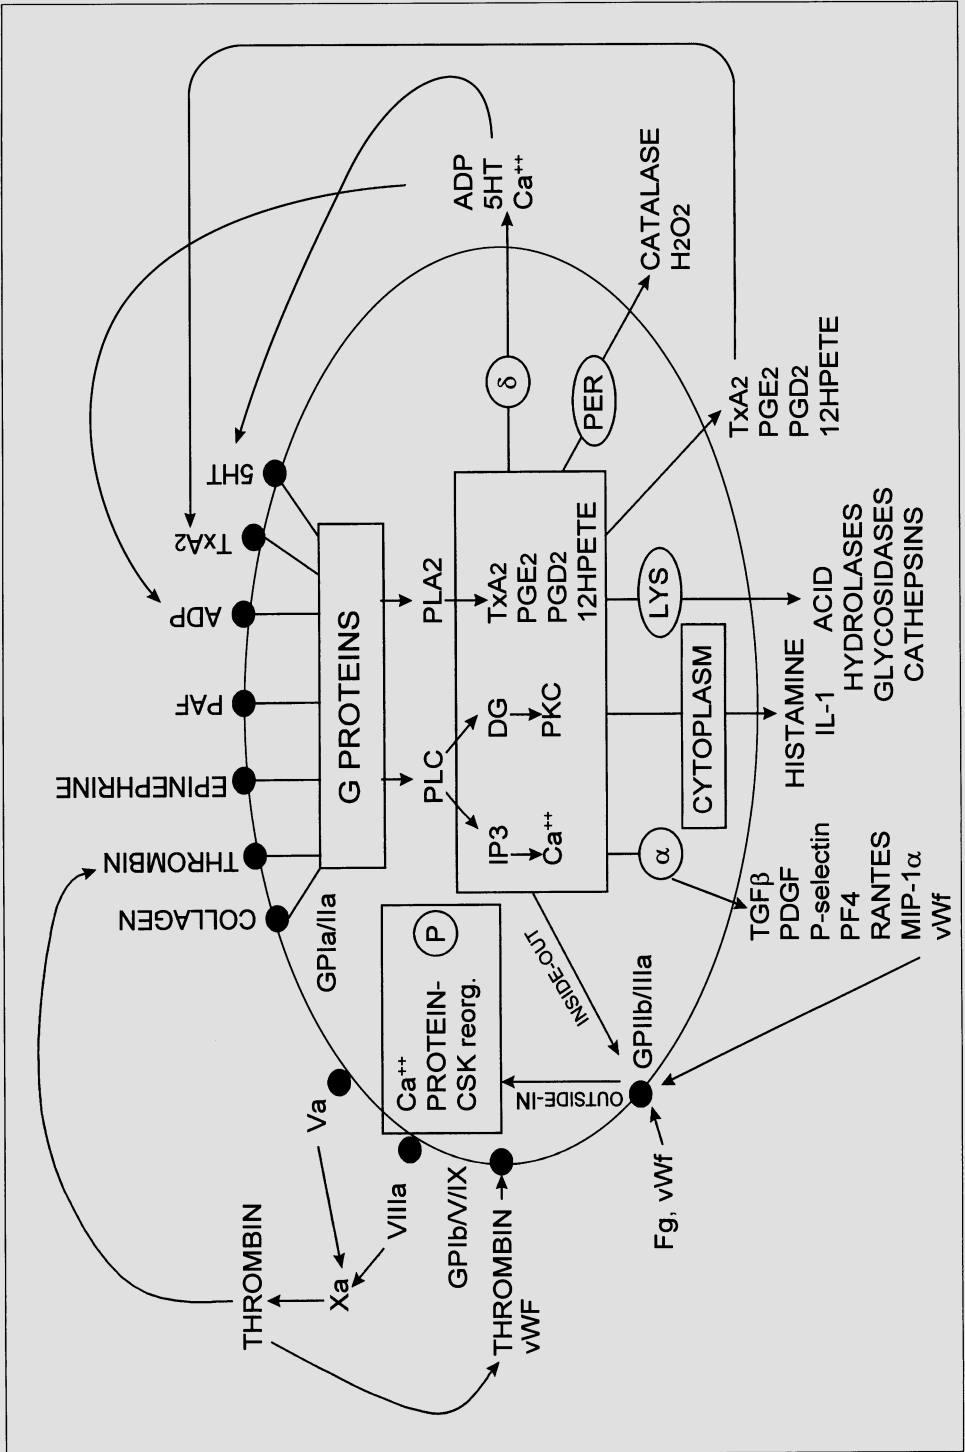 COLLAGEN
THROMBIN
EPINEPHRINE
PAF
ADP
TxA2
5HT
GPIa/IIa
G PROTEINS
PLC
PLA2
IP3
Ca++
DG
PKC
TxA2
PGE2
PGD2
12HPETE
δ
ADP
5HT
Ca++
PER
CATALASE
H2O2
TxA2
PGE2
PGD2
12HPETE
LYS
ACID
HYDROLASES
GLYCOSIDASES
CATHEPSINS
CYTOPLASM
HISTAMINE
IL-1
α
TGFβ
PDGF
P-selectin
PF4
RANTES
MIP-1α
vWf
INSIDE-OUT
GPIIb/IIIa
OUTSIDE-IN
Fg, vWf
Ca++
PROTEIN- P
CSK reorg.
Va
VIIIa
Xa
THROMBIN
GPIb/V/IX
THROMBIN
vWF